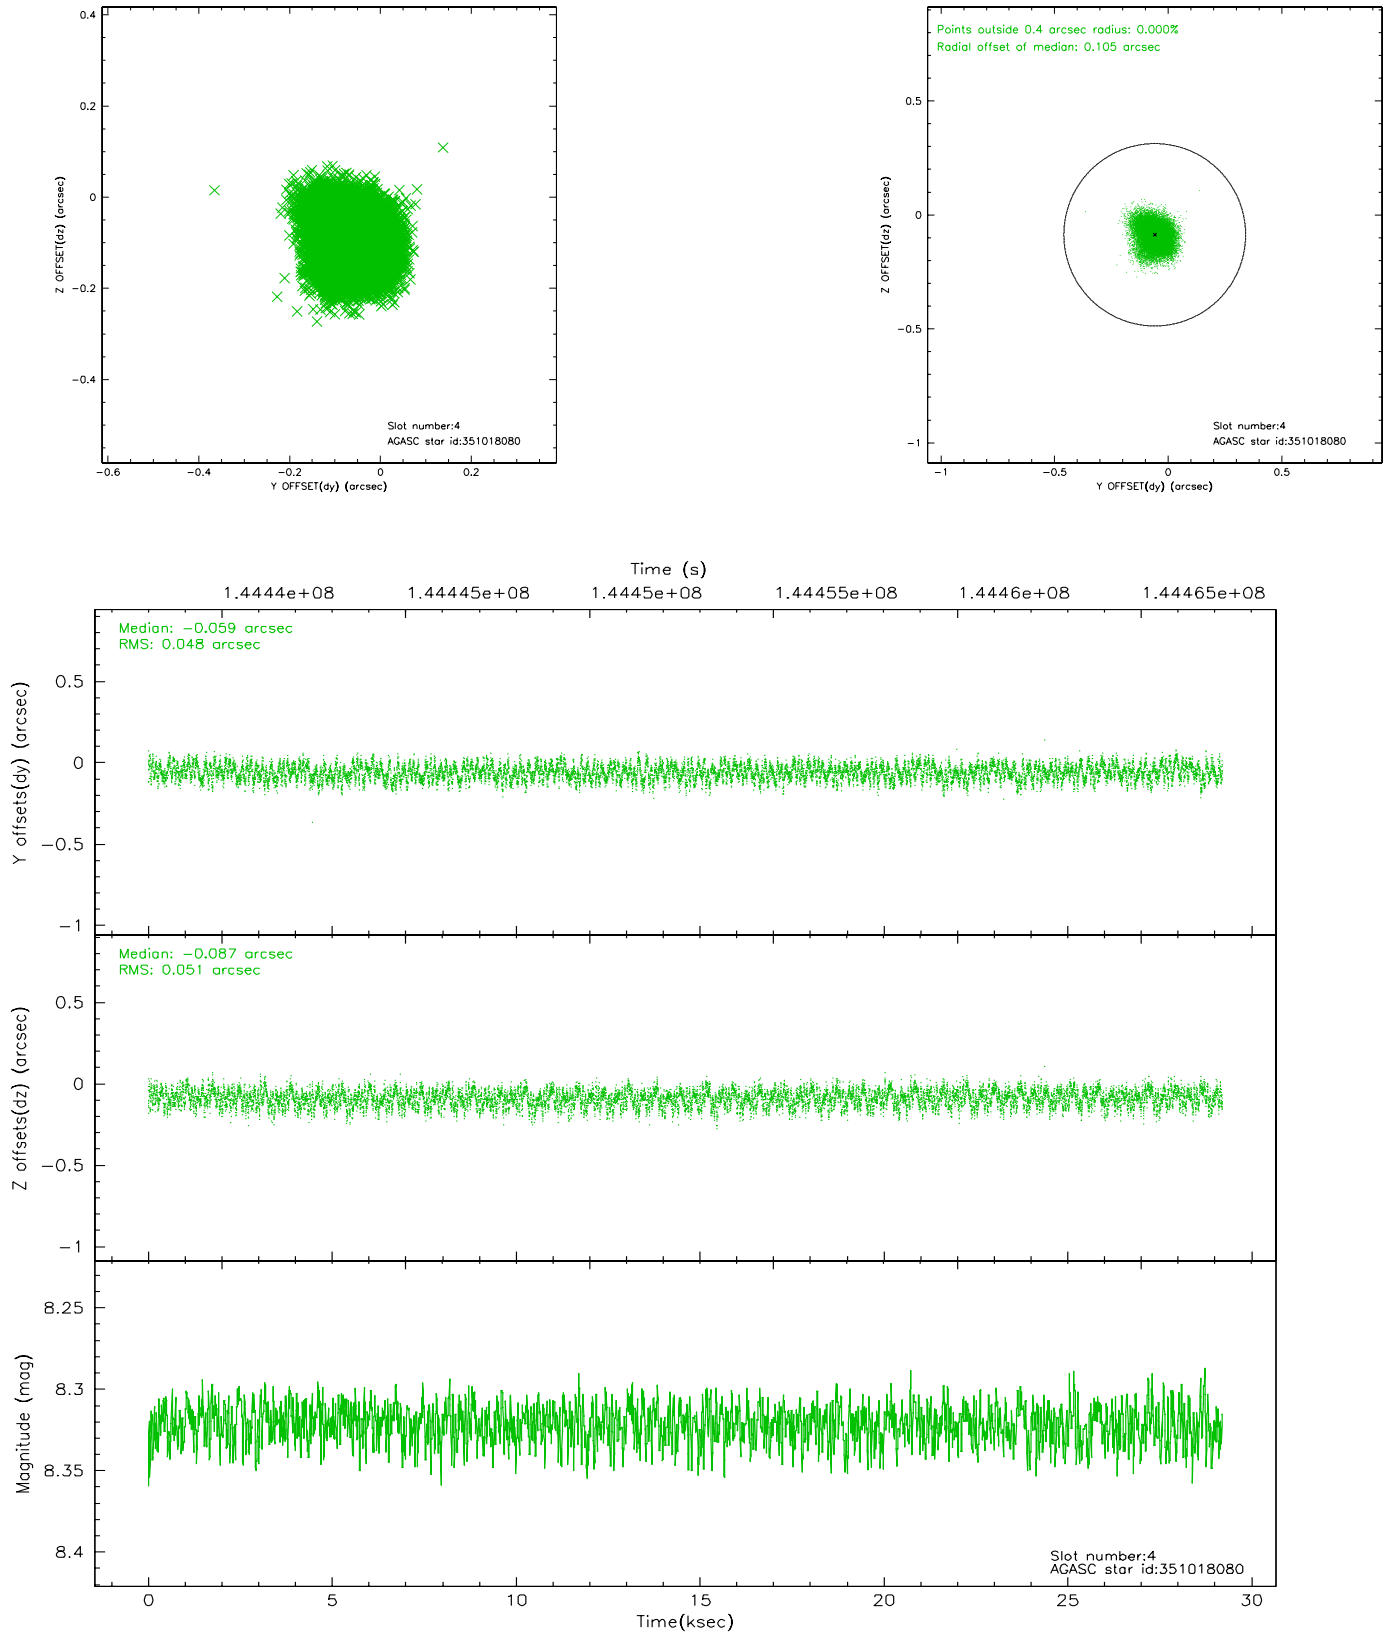 0.4
0.2
0
−0.2
−0.4
Z OFFSET(dz) (arcsec)
−0.6
−0.4
−0.2
0
0.2
Y OFFSET(dy) (arcsec)
Slot number:4
AGASC star id:351018080
Points outside 0.4 arcsec radius: 0.000%
Radial offset of median: 0.105 arcsec
0.5
0
−0.5
−1
Z OFFSET(dz) (arcsec)
−1
−0.5
0
0.5
Y OFFSET(dy) (arcsec)
Slot number:4
AGASC star id:351018080
Time (s)
1.4444e+08
1.44445e+08
1.4445e+08
1.44455e+08
1.4446e+08
1.44465e+08
Median: −0.059 arcsec
RMS: 0.048 arcsec
0.5
0
−0.5
−1
Y offsets(dy) (arcsec)
Median: −0.087 arcsec
RMS: 0.051 arcsec
0.5
0
−0.5
−1
Z offsets(dz) (arcsec)
8.25
8.3
8.35
8.4
Magnitude (mag)
Slot number:4
AGASC star id:351018080
0
5
10
15
20
25
30
Time(ksec)